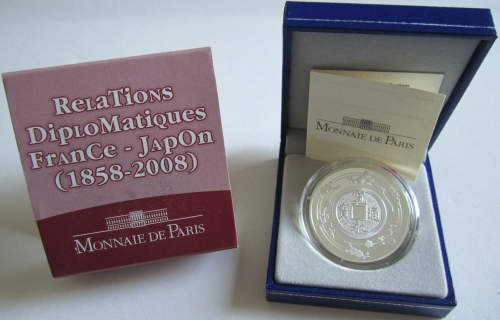 RelaTions
DiploMatiques
FranCe - JapOn
(1858-2008)
MONNAIE DE PARIS
MONNAIE DE PARIS